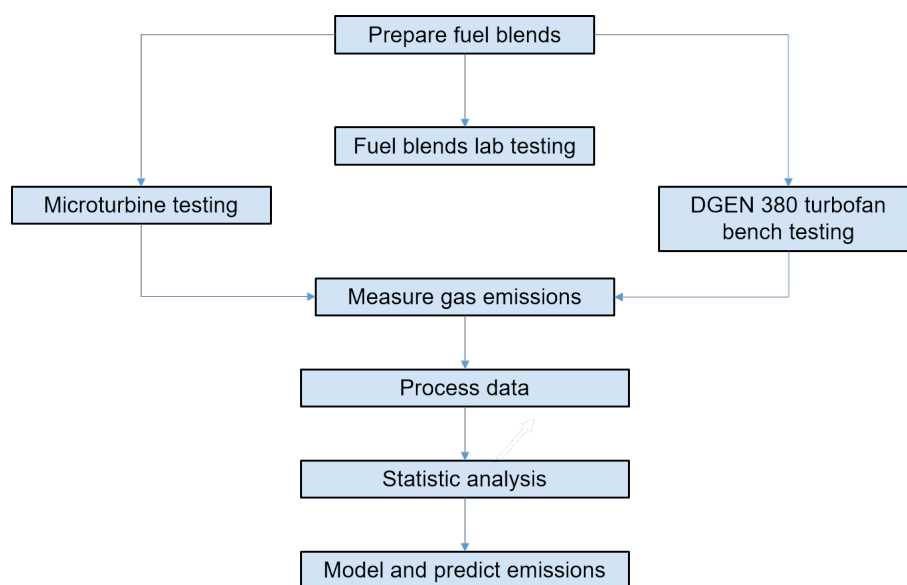 Prepare fuel blends
Fuel blends lab testing
Microturbine testing
DGEN 380 turbofan
bench testing
Measure gas emissions
Process data
Statistic analysis
Model and predict emissions